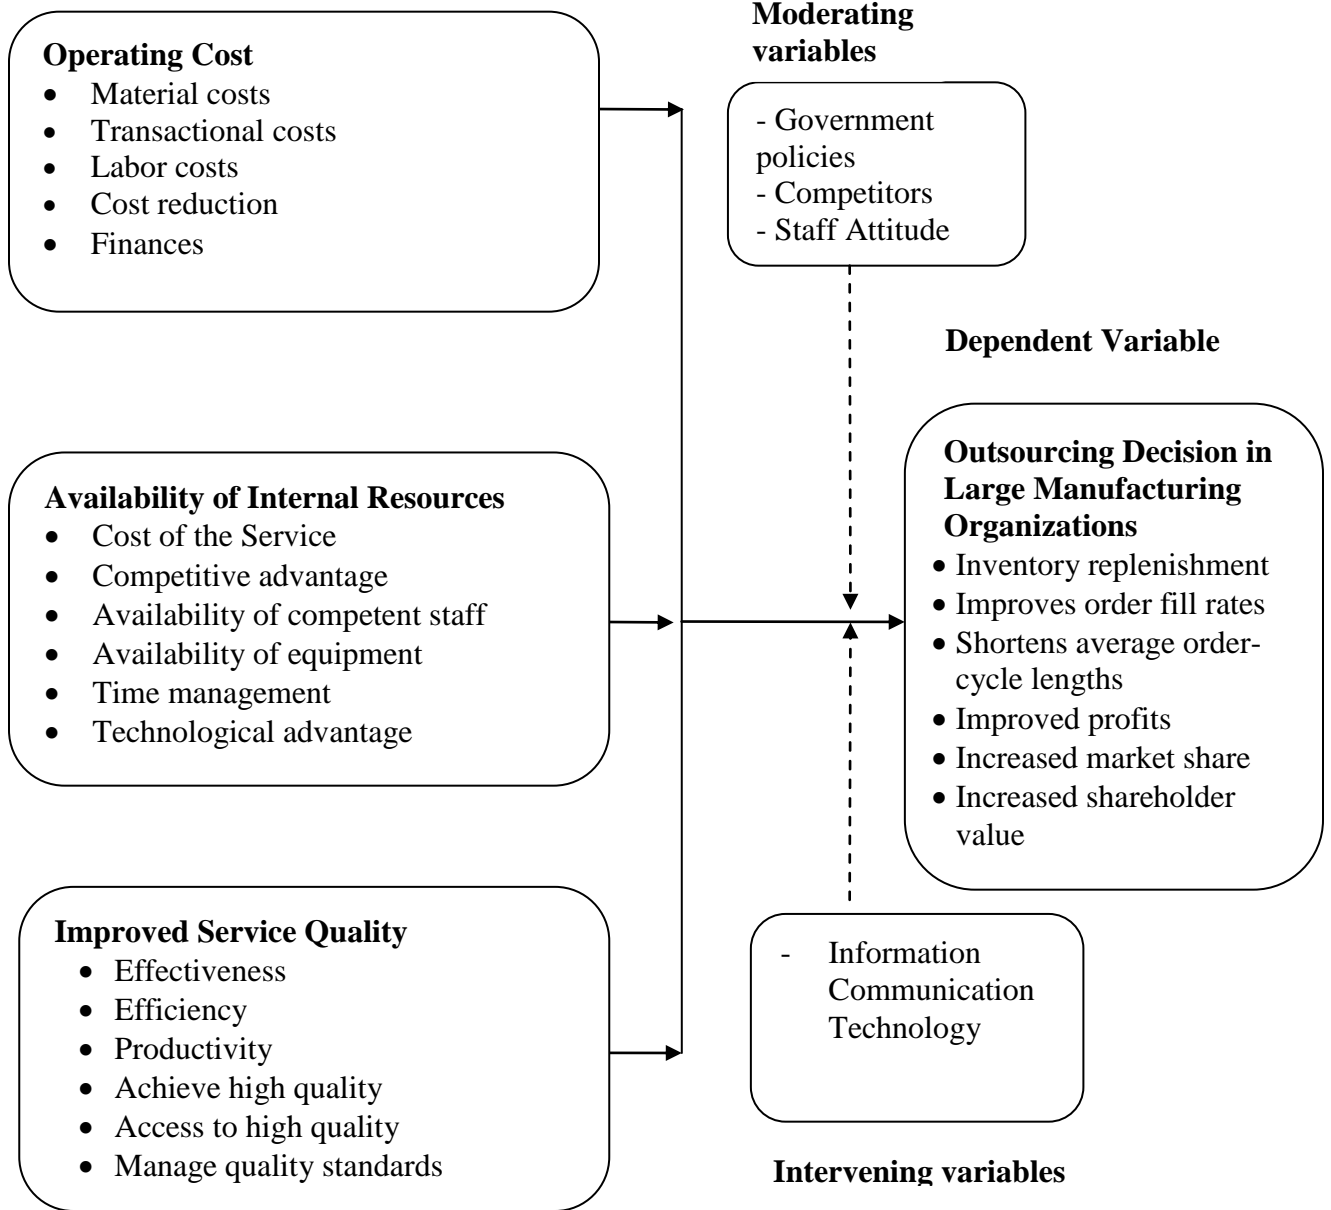 Operating Cost
• Material costs
• Transactional costs
• Labor costs
• Cost reduction
• Finances
Availability of Internal Resources
• Cost of the Service
• Competitive advantage
• Availability of competent staff
• Availability of equipment
• Time management
• Technological advantage
Improved Service Quality
• Effectiveness
• Efficiency
• Productivity
• Achieve high quality
• Access to high quality
• Manage quality standards
Moderating
variables
- Government
policies
- Competitors
- Staff Attitude
Dependent Variable
Outsourcing Decision in
Large Manufacturing
Organizations
• Inventory replenishment
• Improves order fill rates
• Shortens average order-
cycle lengths
• Improved profits
• Increased market share
• Increased shareholder
value
- Information
Communication
Technology
Intervening variables